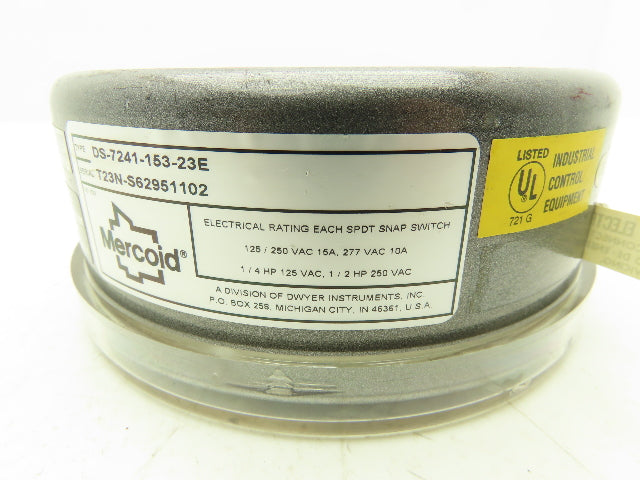 TYPE DS-7241-153-23E
SERIAL T23N-S62951102
Mercoid®
ELECTRICAL RATING EACH SPDT SNAP SWITCH
125 / 250 VAC 15A, 277 VAC 10A
1 / 4 HP 125 VAC, 1 / 2 HP 250 VAC
A DIVISION OF DWYER INSTRUMENTS, INC.
P.O. BOX 258, MICHIGAN CITY, IN 46361, U.S.A.
LISTED
UL
721 G
INDUSTRIAL
CONTROL
EQUIPMENT